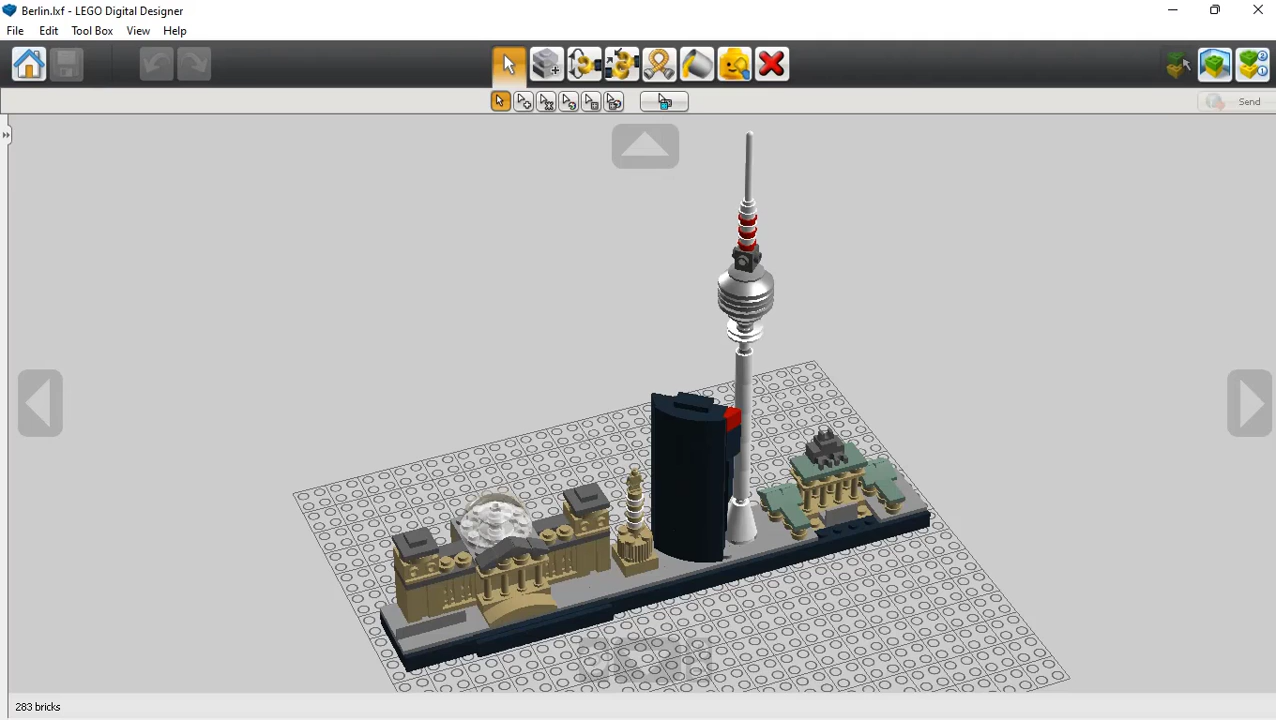 Berlin.lxf - LEGO Digital Designer
File Edit Tool Box View Help
Send
283 bricks